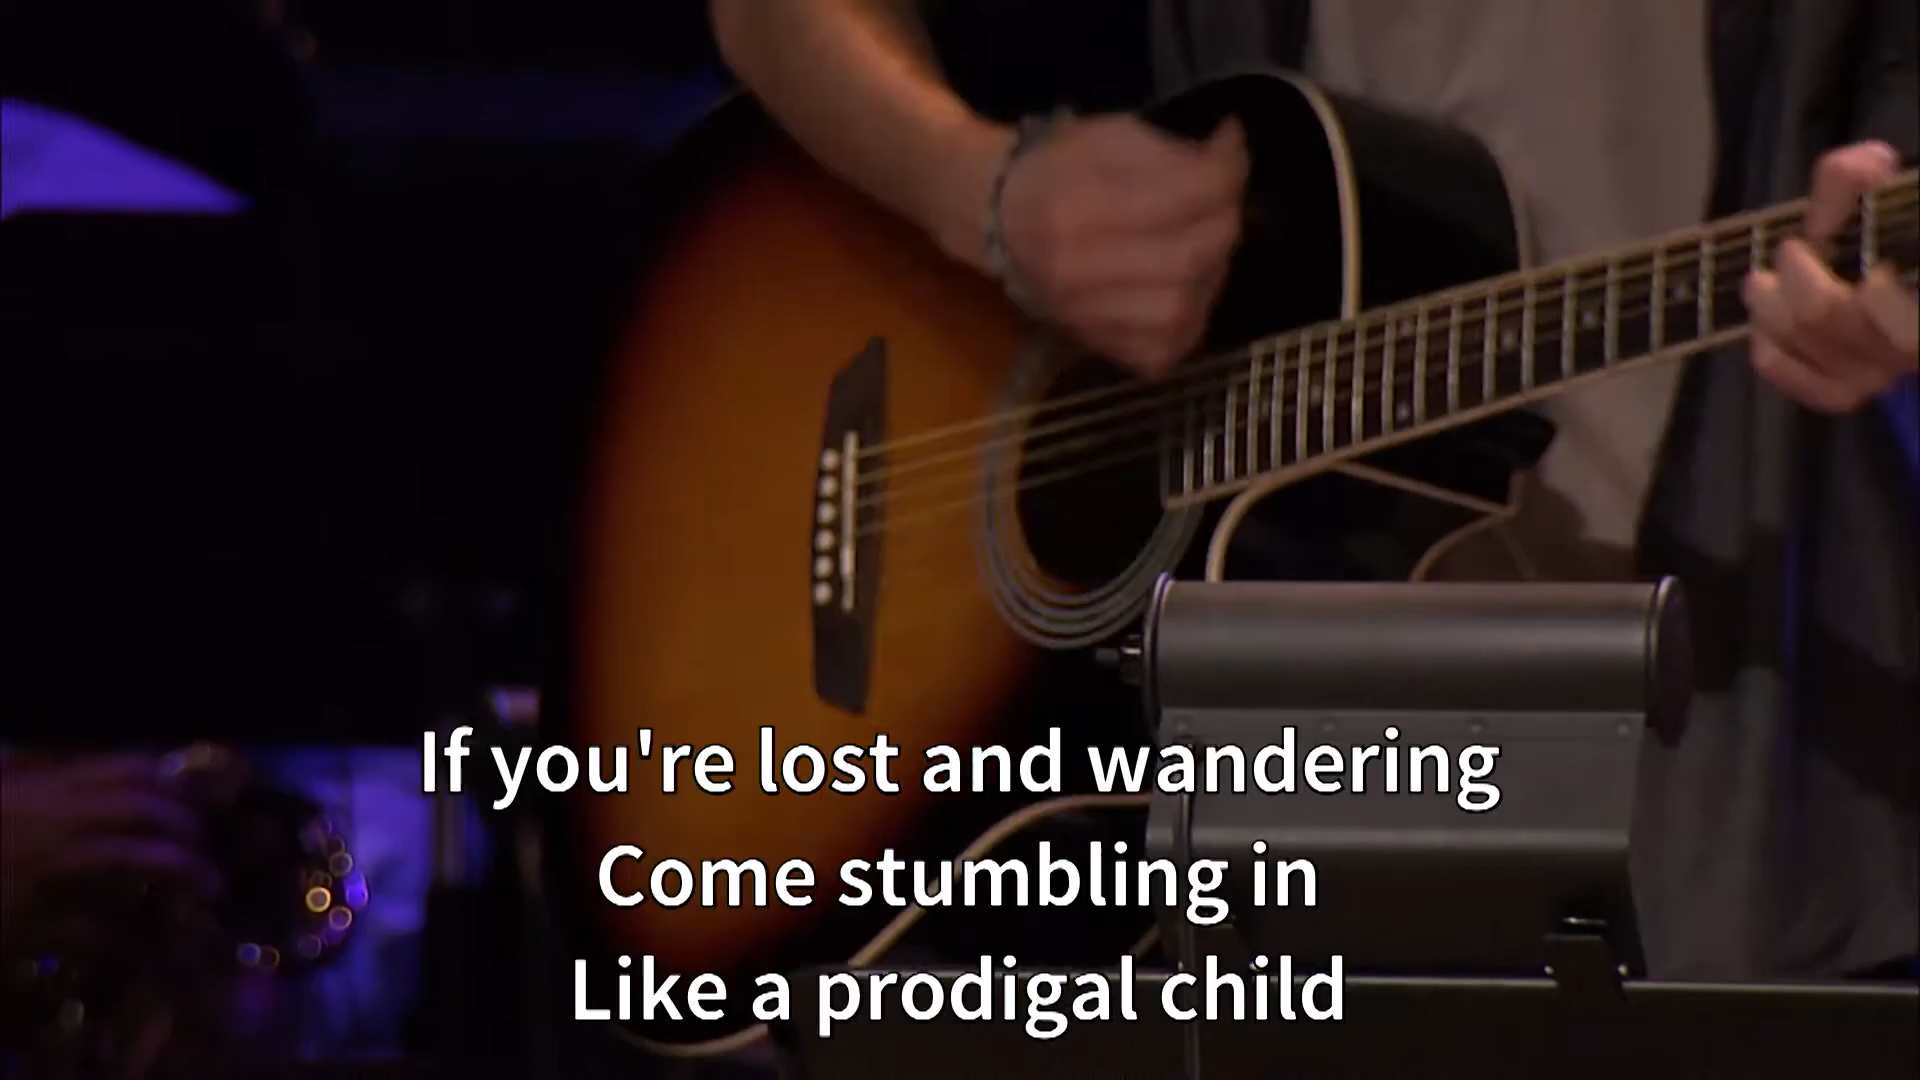 If you're lost and wandering
Come stumbling in
Like a prodigal child